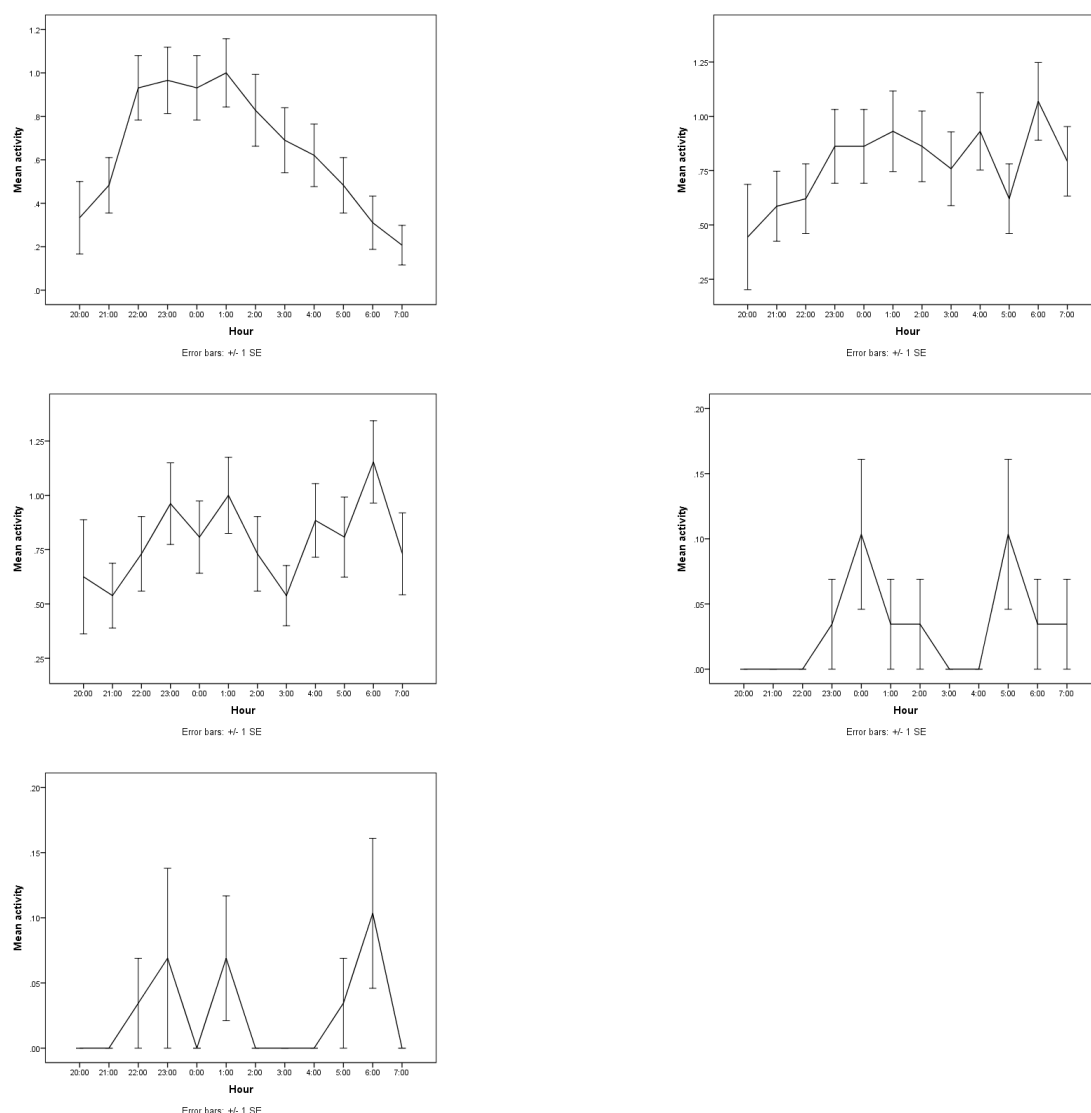 1.2
1.0
.8
.6
.4
.2
.0
Mean activity
20:00 21:00 22:00 23:00 0:00 1:00 2:00 3:00 4:00 5:00 6:00 7:00
Hour
Error bars: +/- 1 SE
1.25
1.00
.75
.50
.25
Mean activity
20:00 21:00 22:00 23:00 0:00 1:00 2:00 3:00 4:00 5:00 6:00 7:00
Hour
Error bars: +/- 1 SE
1.25
1.00
.75
.50
.25
Mean activity
20:00 21:00 22:00 23:00 0:00 1:00 2:00 3:00 4:00 5:00 6:00 7:00
Hour
Error bars: +/- 1 SE
.20
.15
.10
.05
.00
Mean activity
20:00 21:00 22:00 23:00 0:00 1:00 2:00 3:00 4:00 5:00 6:00 7:00
Hour
Error bars: +/- 1 SE
.20
.15
.10
.05
.00
Mean activity
20:00 21:00 22:00 23:00 0:00 1:00 2:00 3:00 4:00 5:00 6:00 7:00
Hour
Error bars: +/- 1 SE